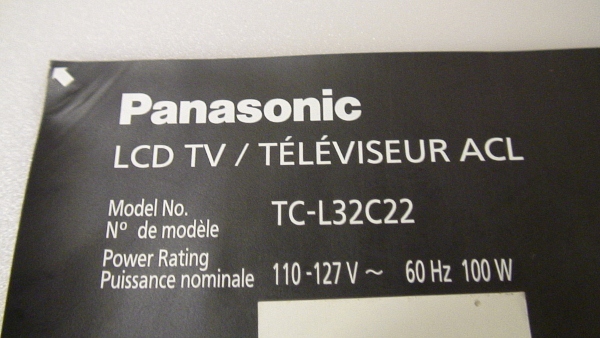 Panasonic
LCD TV / TÉLÉVISEUR ACL
Model No.
Nº de modèle
TC-L32C22
Power Rating
Puissance nominale
110-127 V ~ 60 Hz 100 W